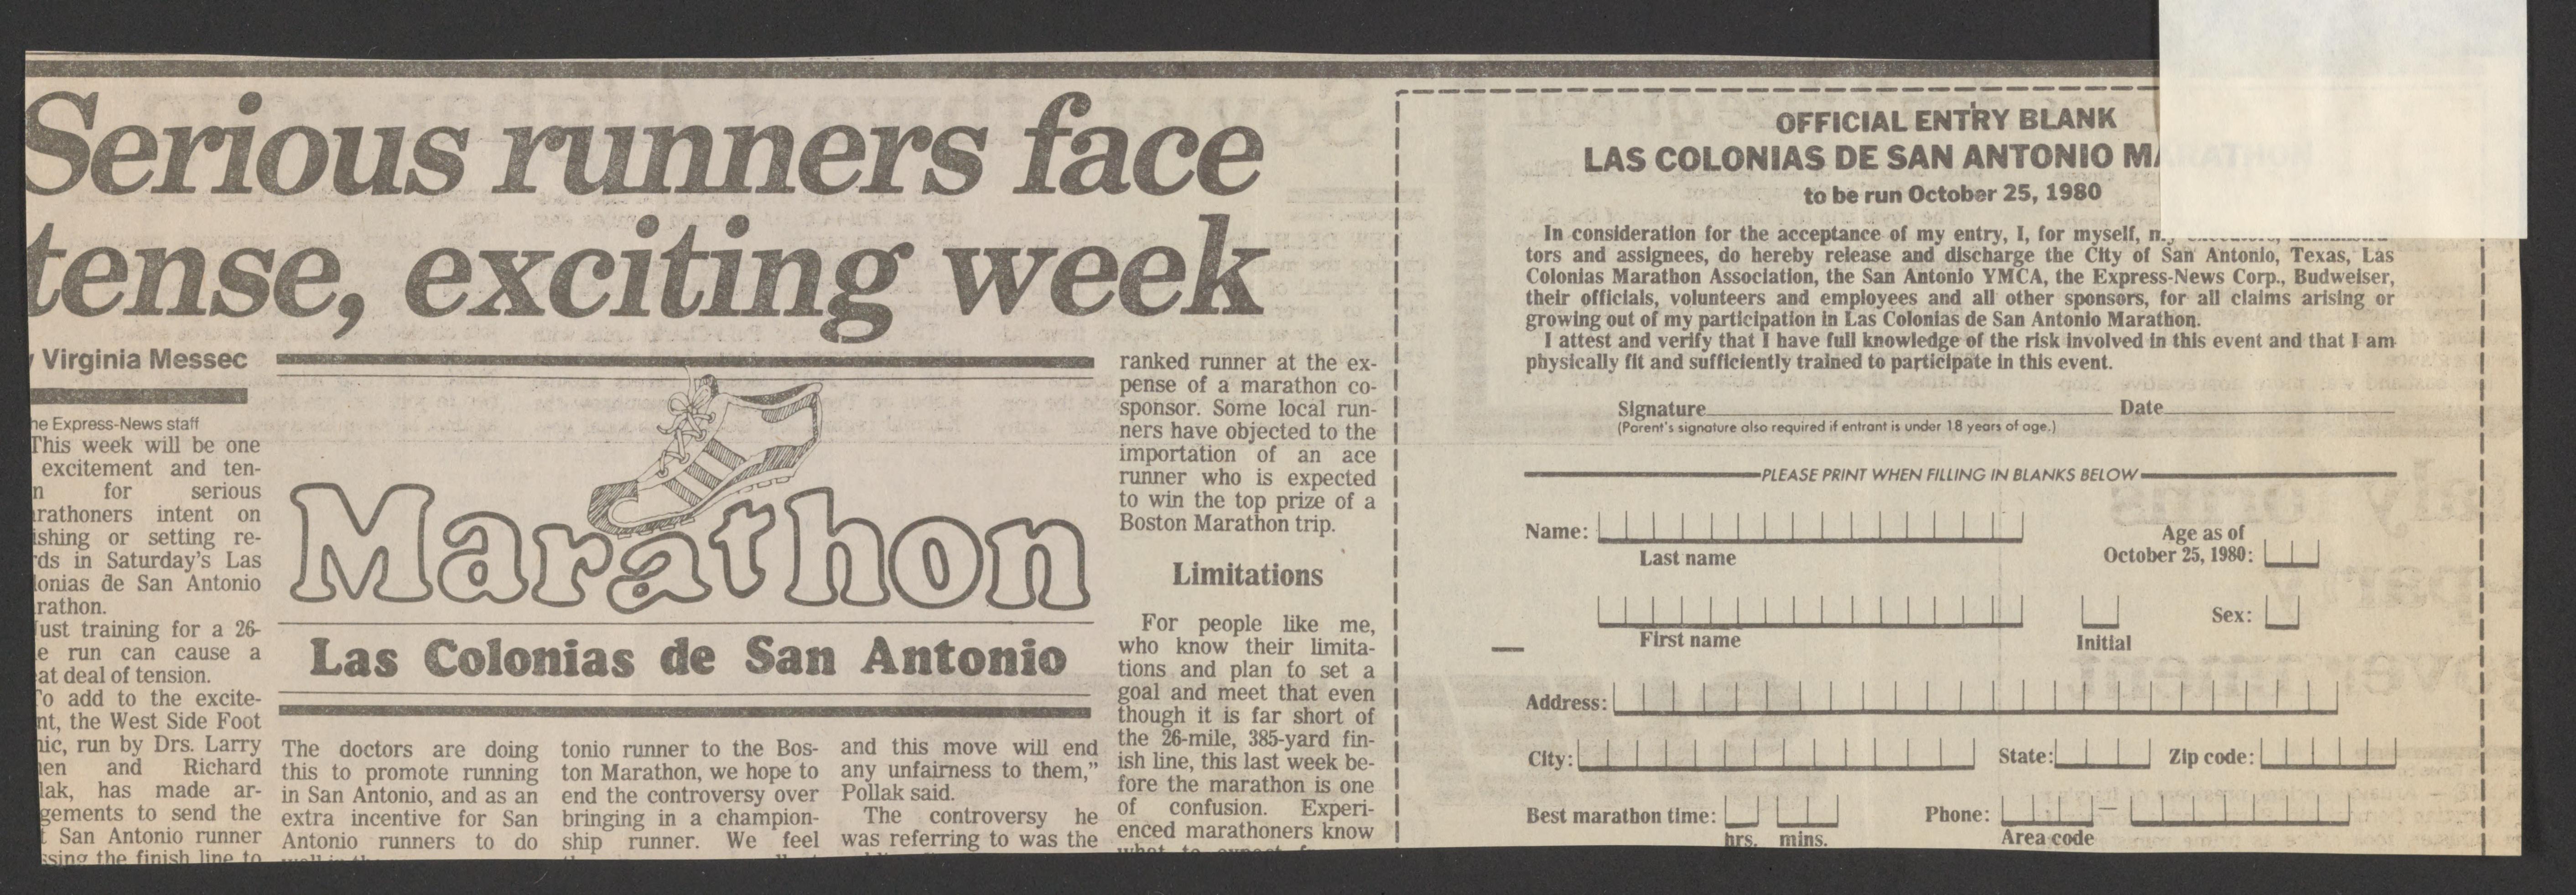 Serious runners face
tense, exciting week
Virginia Messec
Express-News staff
This week will be one
excitement and ten-
for serious
intent on
or setting re-
in Saturday's Las
de San Antonio
training for a 26-
run can cause a
deal of tension.
add to the excite-
the West Side Foot
run by Drs. Larry
and Richard
has made ar-
to send the
San Antonio runner
the finish line to
Marathon
Las Colonias de San Antonio
The doctors are doing
this to promote running
in San Antonio, and as an
extra incentive for San
Antonio runners to do
tonio runner to the Bos-
ton Marathon, we hope to
end the controversy over
bringing in a champion-
ship runner. We feel
and this move will end
any unfairness to them,"
Pollak said.
The controversy he
was referring to was the
ranked runner at the ex-
pense of a marathon co-
sponsor. Some local run-
ners have objected to the
importation of an ace
runner who is expected
to win the top prize of a
Boston Marathon trip.
Limitations
For people like me,
who know their limita-
tions and plan to set a
goal and meet that even
though it is far short of
the 26-mile, 385-yard fin-
ish line, this last week be-
fore the marathon is one
of confusion. Experi-
enced marathoners know
OFFICIAL ENTRY BLANK
LAS COLONIAS DE SAN ANTONIO MA
to be run October 25, 1980
In consideration for the acceptance of my entry, I, for myself,
tors and assignees, do hereby release and discharge the City of San Antonio, Texas, Las
Colonias Marathon Association, the San Antonio YMCA, the Express-News Corp., Budweiser,
their officials, volunteers and employees and all other sponsors, for all claims arising or
growing out of my participation in Las Colonias de San Antonio Marathon.
I attest and verify that I have full knowledge of the risk involved in this event and that I am
physically fit and sufficiently trained to participate in this event.
Signature Date
(Parent's signature also required if entrant is under 18 years of age.)
PLEASE PRINT WHEN FILLING IN BLANKS BELOW
Name:
Last name
Age as of
October 25, 1980:
First name
Initial
Sex:
Address:
City: State: Zip code:
Best marathon time: Phone:
hrs. mins. Area code